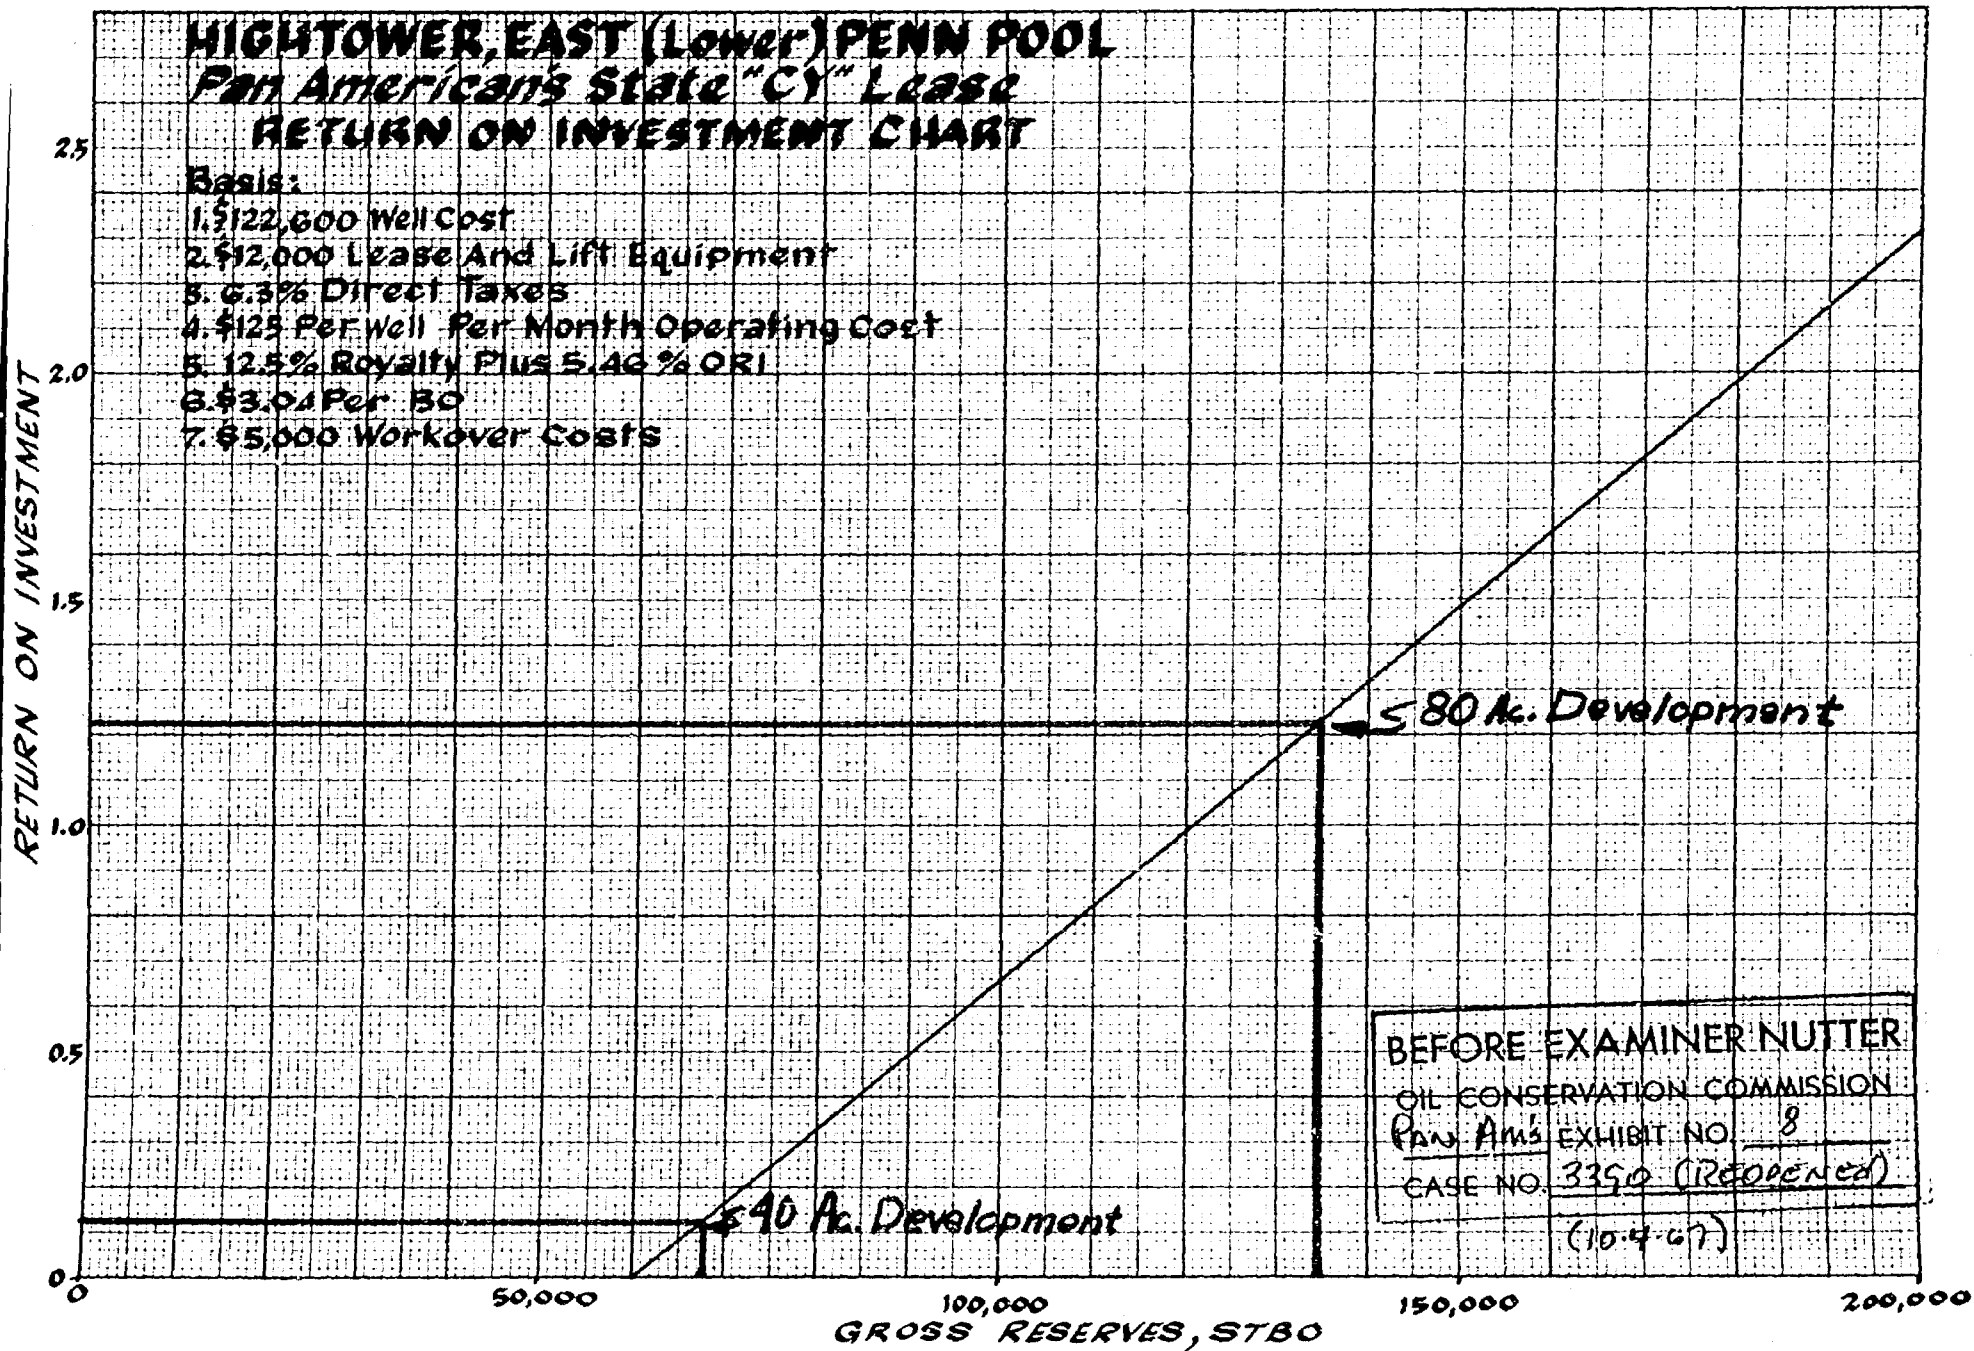 HIGHTOWER, EAST (Lower) PENN POOL
Pan American's State "CY" Lease
RETURN ON INVESTMENT CHART
Basis:
1. $122,600 Well Cost
2. $12,000 Lease And Lift Equipment
3. 6.3% Direct Taxes
4. $125 Per Well Per Month Operating Cost
5. 12.5% Royalty Plus 5.46% ORI
6. $3.04 Per BO
7. $5,000 Workover Costs
RETURN ON INVESTMENT
2.5
2.0
1.5
1.0
0.5
0
80 Ac. Development
40 Ac. Development
BEFORE EXAMINER NUTTER
OIL CONSERVATION COMMISSION
PAN Am's EXHIBIT NO. 8
CASE NO. 3390 (REOPENED)
(10-4-67)
0 50,000 100,000 150,000 200,000
GROSS RESERVES, STBO